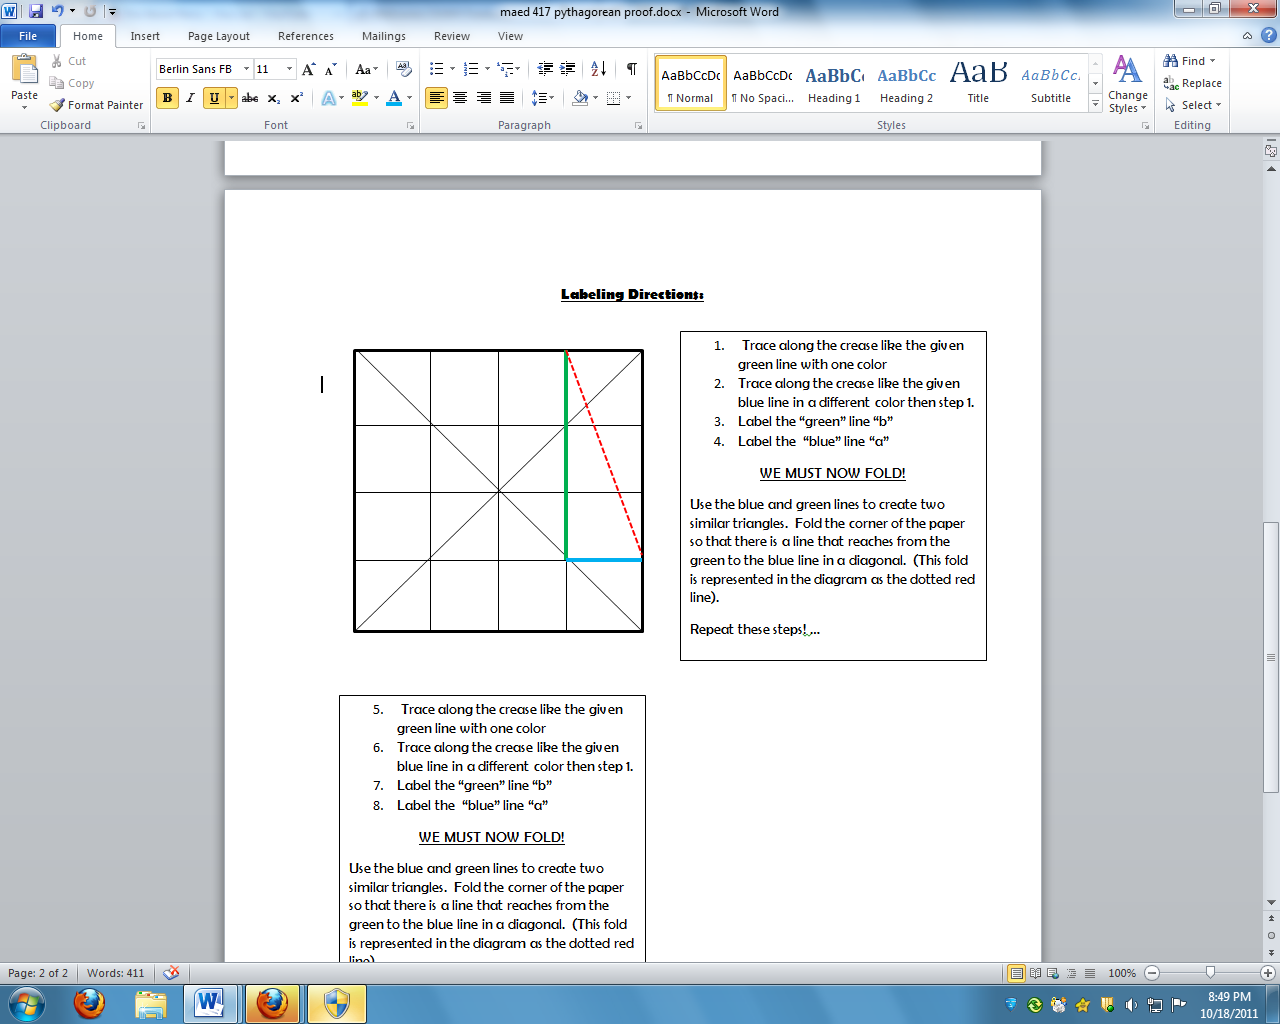 maed 417 pythagorean proof.docx - Microsoft Word
File Home Insert Page Layout References Mailings Review View
Paste
Cut
Copy
Format Painter
Clipboard
Berlin Sans FB 11
Font
Paragraph
AaBbCcDc AaBbCcDc AaBbC AaBbCc AaB AaBbCc.
¶ Normal ¶ No Spaci... Heading 1 Heading 2 Title Subtitle
Change
Styles
Styles
Find
Replace
Select
Editing
Labeling Directions:
1. Trace along the crease like the given
green line with one color
2. Trace along the crease like the given
blue line in a different color then step 1.
3. Label the “green” line “b”
4. Label the “blue” line “a”
WE MUST NOW FOLD!
Use the blue and green lines to create two
similar triangles. Fold the corner of the paper
so that there is a line that reaches from the
green to the blue line in a diagonal. (This fold
is represented in the diagram as the dotted red
line).
Repeat these steps! ...
5. Trace along the crease like the given
green line with one color
6. Trace along the crease like the given
blue line in a different color then step 1.
7. Label the “green” line “b”
8. Label the “blue” line “a”
WE MUST NOW FOLD!
Use the blue and green lines to create two
similar triangles. Fold the corner of the paper
so that there is a line that reaches from the
green to the blue line in a diagonal. (This fold
is represented in the diagram as the dotted red
line)
Page: 2 of 2 Words: 411 100%
8:49 PM
10/18/2011